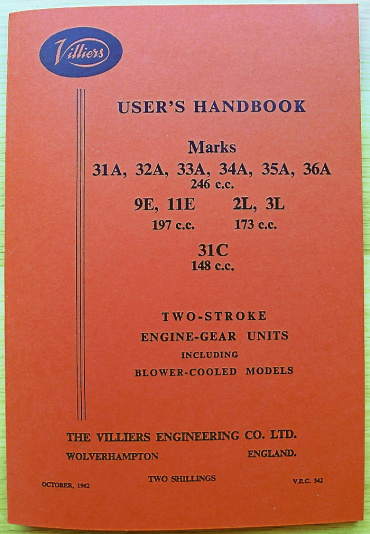 Villiers
USER'S HANDBOOK
Marks
31A, 32A, 33A, 34A, 35A, 36A
246 c.c.
9E, 11E 2L, 3L
197 c.c. 173 c.c.
31C
148 c.c.
TWO-STROKE
ENGINE-GEAR UNITS
INCLUDING
BLOWER-COOLED MODELS
THE VILLIERS ENGINEERING CO. LTD.
WOLVERHAMPTON ENGLAND.
OCTOBER, 1962 TWO SHILLINGS V.E.C. 542